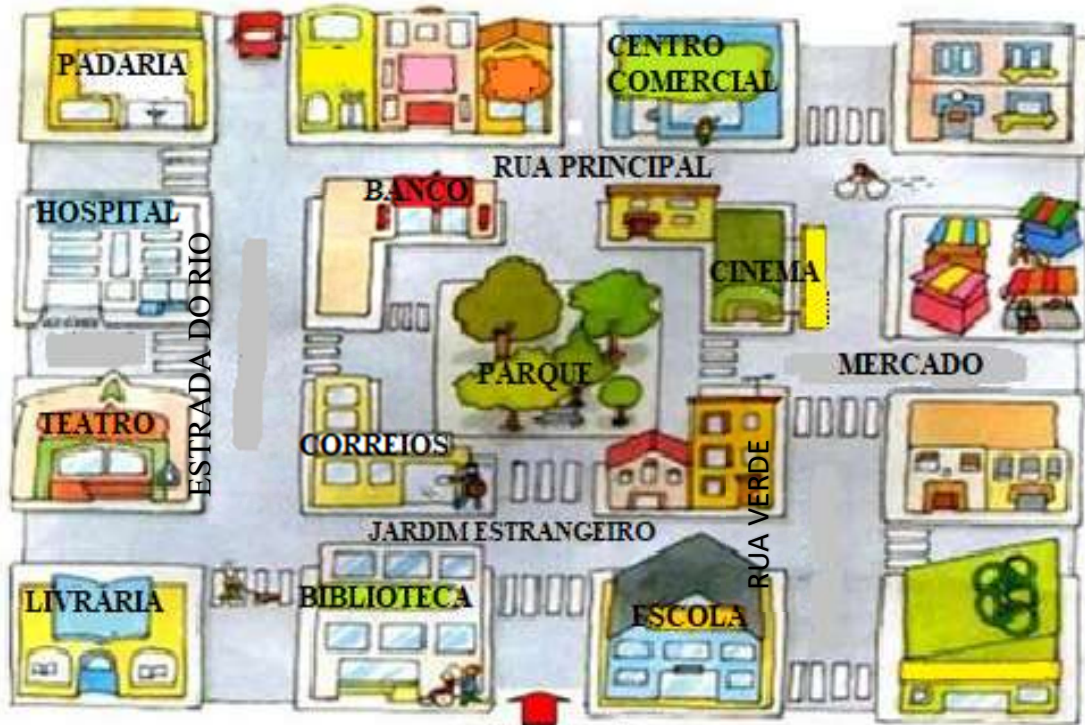 PADARIA
CENTRO
COMERCIAL
RUA PRINCIPAL
BANCO
HOSPITAL
ESTRADA DO RIO
CINEMA
MERCADO
PARQUE
TEATRO
CORREIOS
RUA VERDE
JARDIM ESTRANGEIRO
LIVRARIA
BIBLIOTECA
ESCOLA